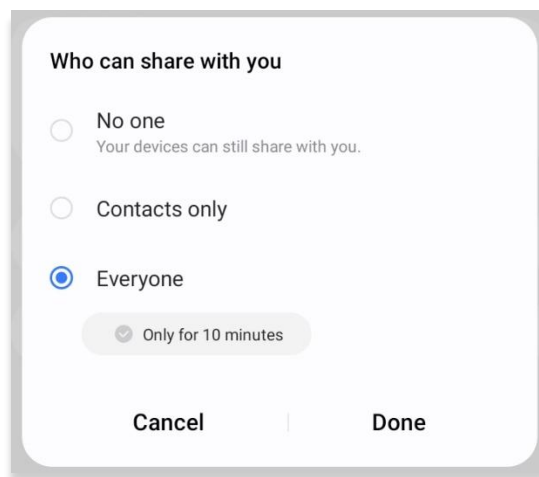 Who can share with you
No one
Your devices can still share with you.
Contacts only
Everyone
Only for 10 minutes
Cancel
Done